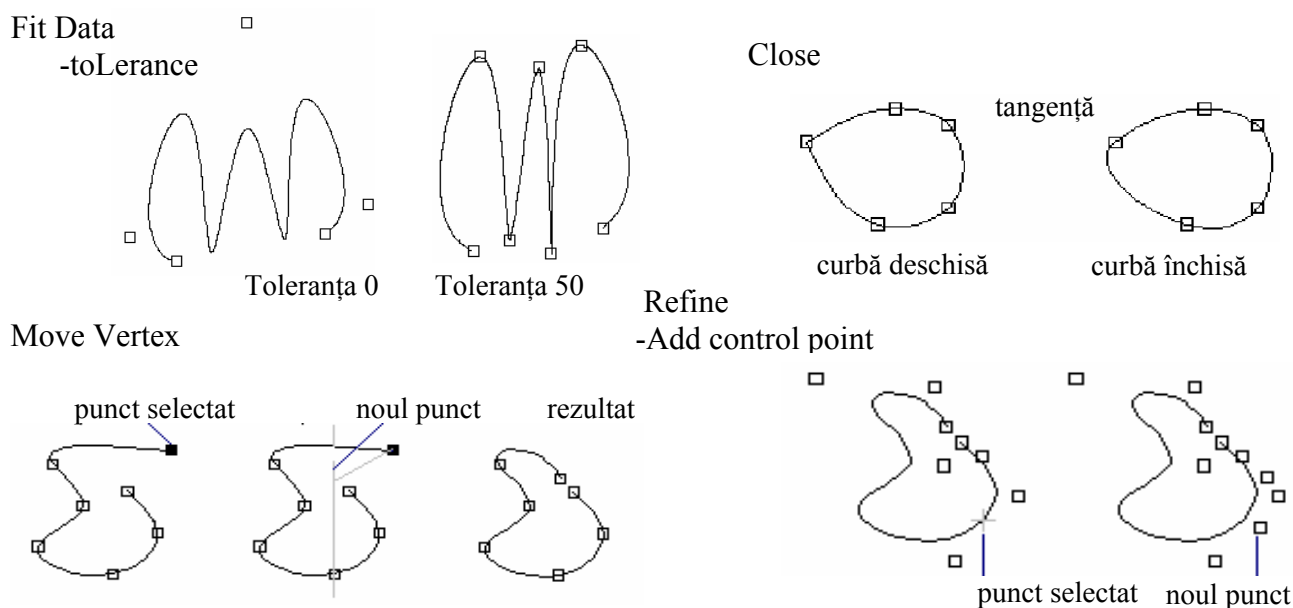 Fit Data
-toLerance
Toleranța 0
Toleranța 50
Close
tangență
curbă deschisă
curbă închisă
Move Vertex
punct selectat
noul punct
rezultat
Refine
-Add control point
punct selectat
noul punct